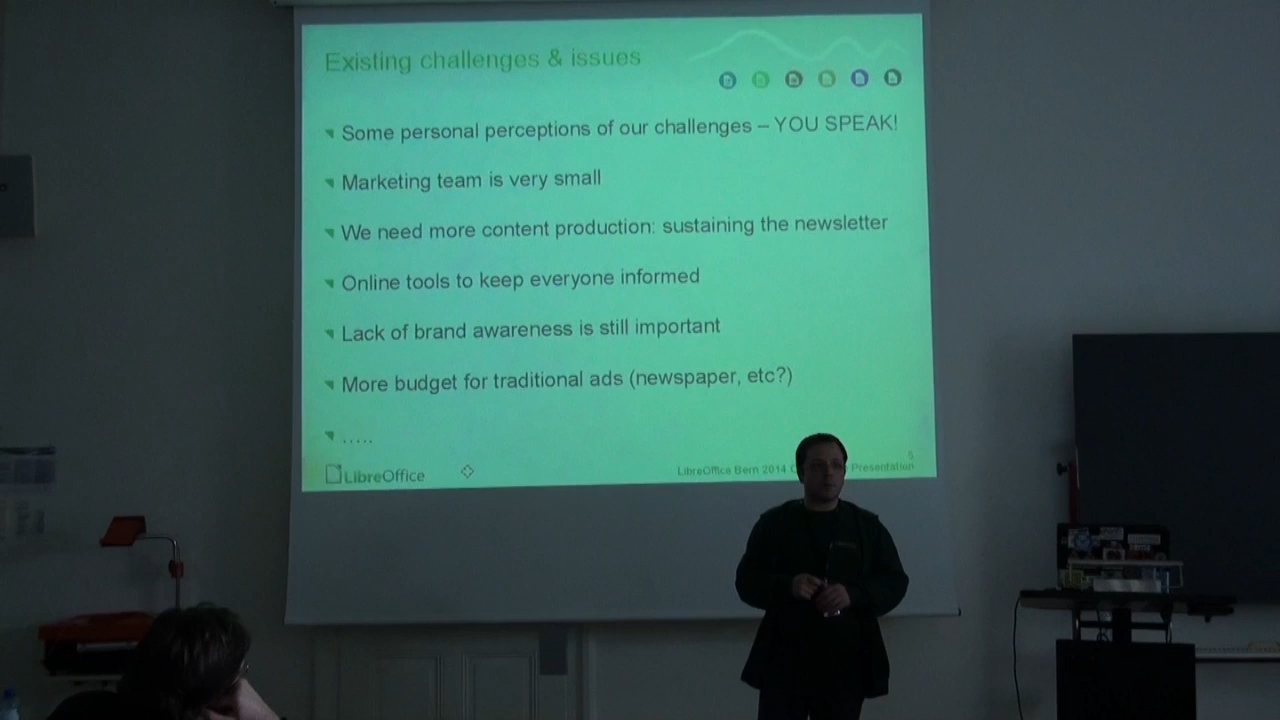 Existing challenges & issues
Some personal perceptions of our challenges – YOU SPEAK!
Marketing team is very small
We need more content production: sustaining the newsletter
Online tools to keep everyone informed
Lack of brand awareness is still important
More budget for traditional ads (newspaper, etc?)
.....
5
LibreOffice
LibreOffice Bern 2014 Presentation